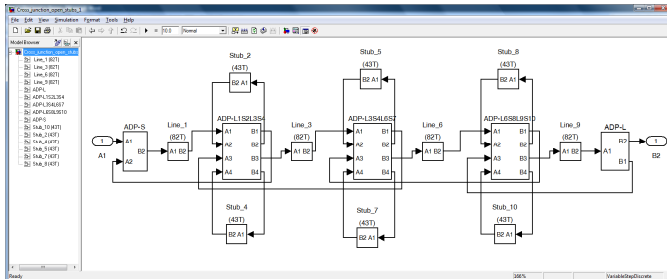 Cross_junction_open_stubs_1
File Edit View Simulation Format Tools Help
10.0 Normal
Model Browser
Cross_junction_open_stubs
Line_1 (82T)
Line_3 (82T)
Line_6 (82T)
Line_9 (82T)
ADP-L
ADP-L1S2L3S4
ADP-L3S4L6S7
ADP-L6S8L9S10
ADP-S
Stub_10 (43T)
Stub_2 (43T)
Stub_5 (43T)
Stub_7 (43T)
Stub_8 (43T)
Stub_2
(43T)
B2 A1
Stub_5
(43T)
B2 A1
Stub_8
(43T)
B2 A1
ADP-S
A1
B2
A2
1
A1
Line_1
(82T)
A1 B2
ADP-L1S2L3S4
A1 B1
A2 B2
A3 B3
A4 B4
Line_3
(82T)
A1 B2
ADP-L3S4L6S7
A1 B1
A2 B2
A3 B3
A4 B4
Line_6
(82T)
A1 B2
ADP-L6S8L9S10
A1 B1
A2 B2
A3 B3
A4 B4
Line_9
(82T)
A1 B2
ADP-L
B2
A1
B1
1
B2
Stub_4
(43T)
B2 A1
Stub_7
(43T)
B2 A1
Stub_10
(43T)
B2 A1
Ready
VariableStepDiscrete